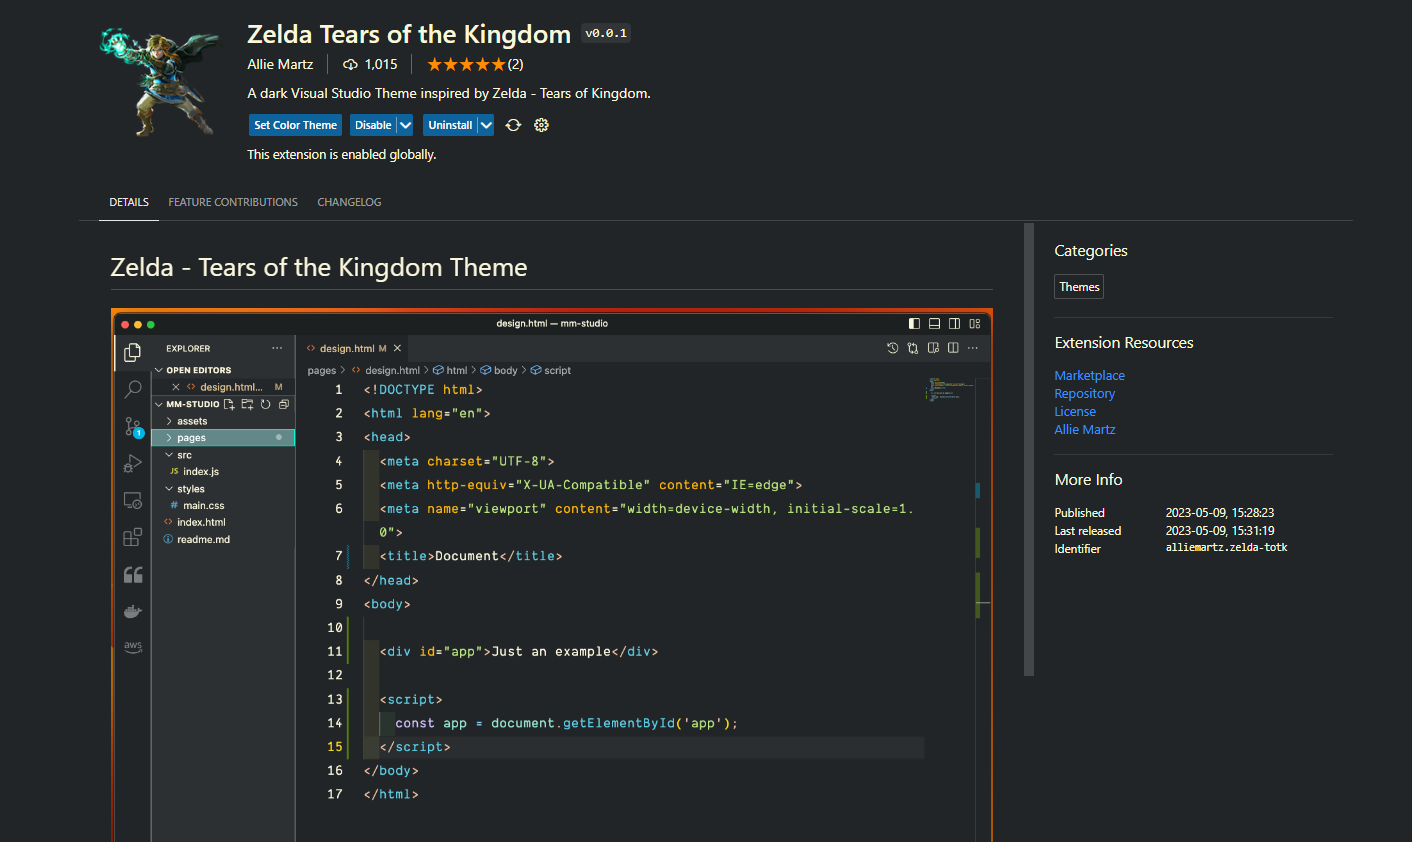 Zelda Tears of the Kingdom v0.0.1
Allie Martz 1,015 (2)
A dark Visual Studio Theme inspired by Zelda - Tears of Kingdom.
Set Color Theme Disable Uninstall
This extension is enabled globally.
DETAILS FEATURE CONTRIBUTIONS CHANGELOG
Zelda - Tears of the Kingdom Theme
design.html — mm-studio
EXPLORER
OPEN EDITORS
design.html... M
MM-STUDIO
assets
pages
src
JS index.js
styles
# main.css
index.html
readme.md
1
aws
design.html M
pages > design.html > html > body > script
1 <!DOCTYPE html>
2 <html lang="en">
3 <head>
4 <meta charset="UTF-8">
5 <meta http-equiv="X-UA-Compatible" content="IE=edge">
6 <meta name="viewport" content="width=device-width, initial-scale=1.
0">
7 <title>Document</title>
8 </head>
9 <body>
10
11 <div id="app">Just an example</div>
12
13 <script>
14 const app = document.getElementById('app');
15 </script>
16 </body>
17 </html>
Categories
Themes
Extension Resources
Marketplace
Repository
License
Allie Martz
More Info
Published 2023-05-09, 15:28:23
Last released 2023-05-09, 15:31:19
Identifier alliemartz.zelda-totk